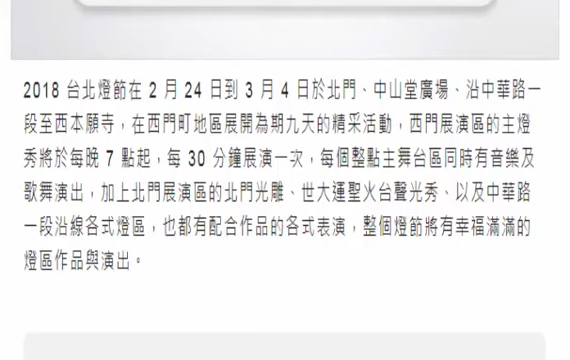 2018 台北燈節在 2 月 24 日到 3 月 4 日於北門、中山堂廣場、沿中華路一
段至西本願寺，在西門町地區展開為期九天的精采活動，西門展演區的主燈
秀將於每晚 7 點起，每 30 分鐘展演一次，每個整點主舞台區同時有音樂及
歌舞演出，加上北門展演區的北門光雕、世大運聖火台聲光秀、以及中華路
一段沿線各式燈區，也都有配合作品的各式表演，整個燈節將有幸福滿滿的
燈區作品與演出。